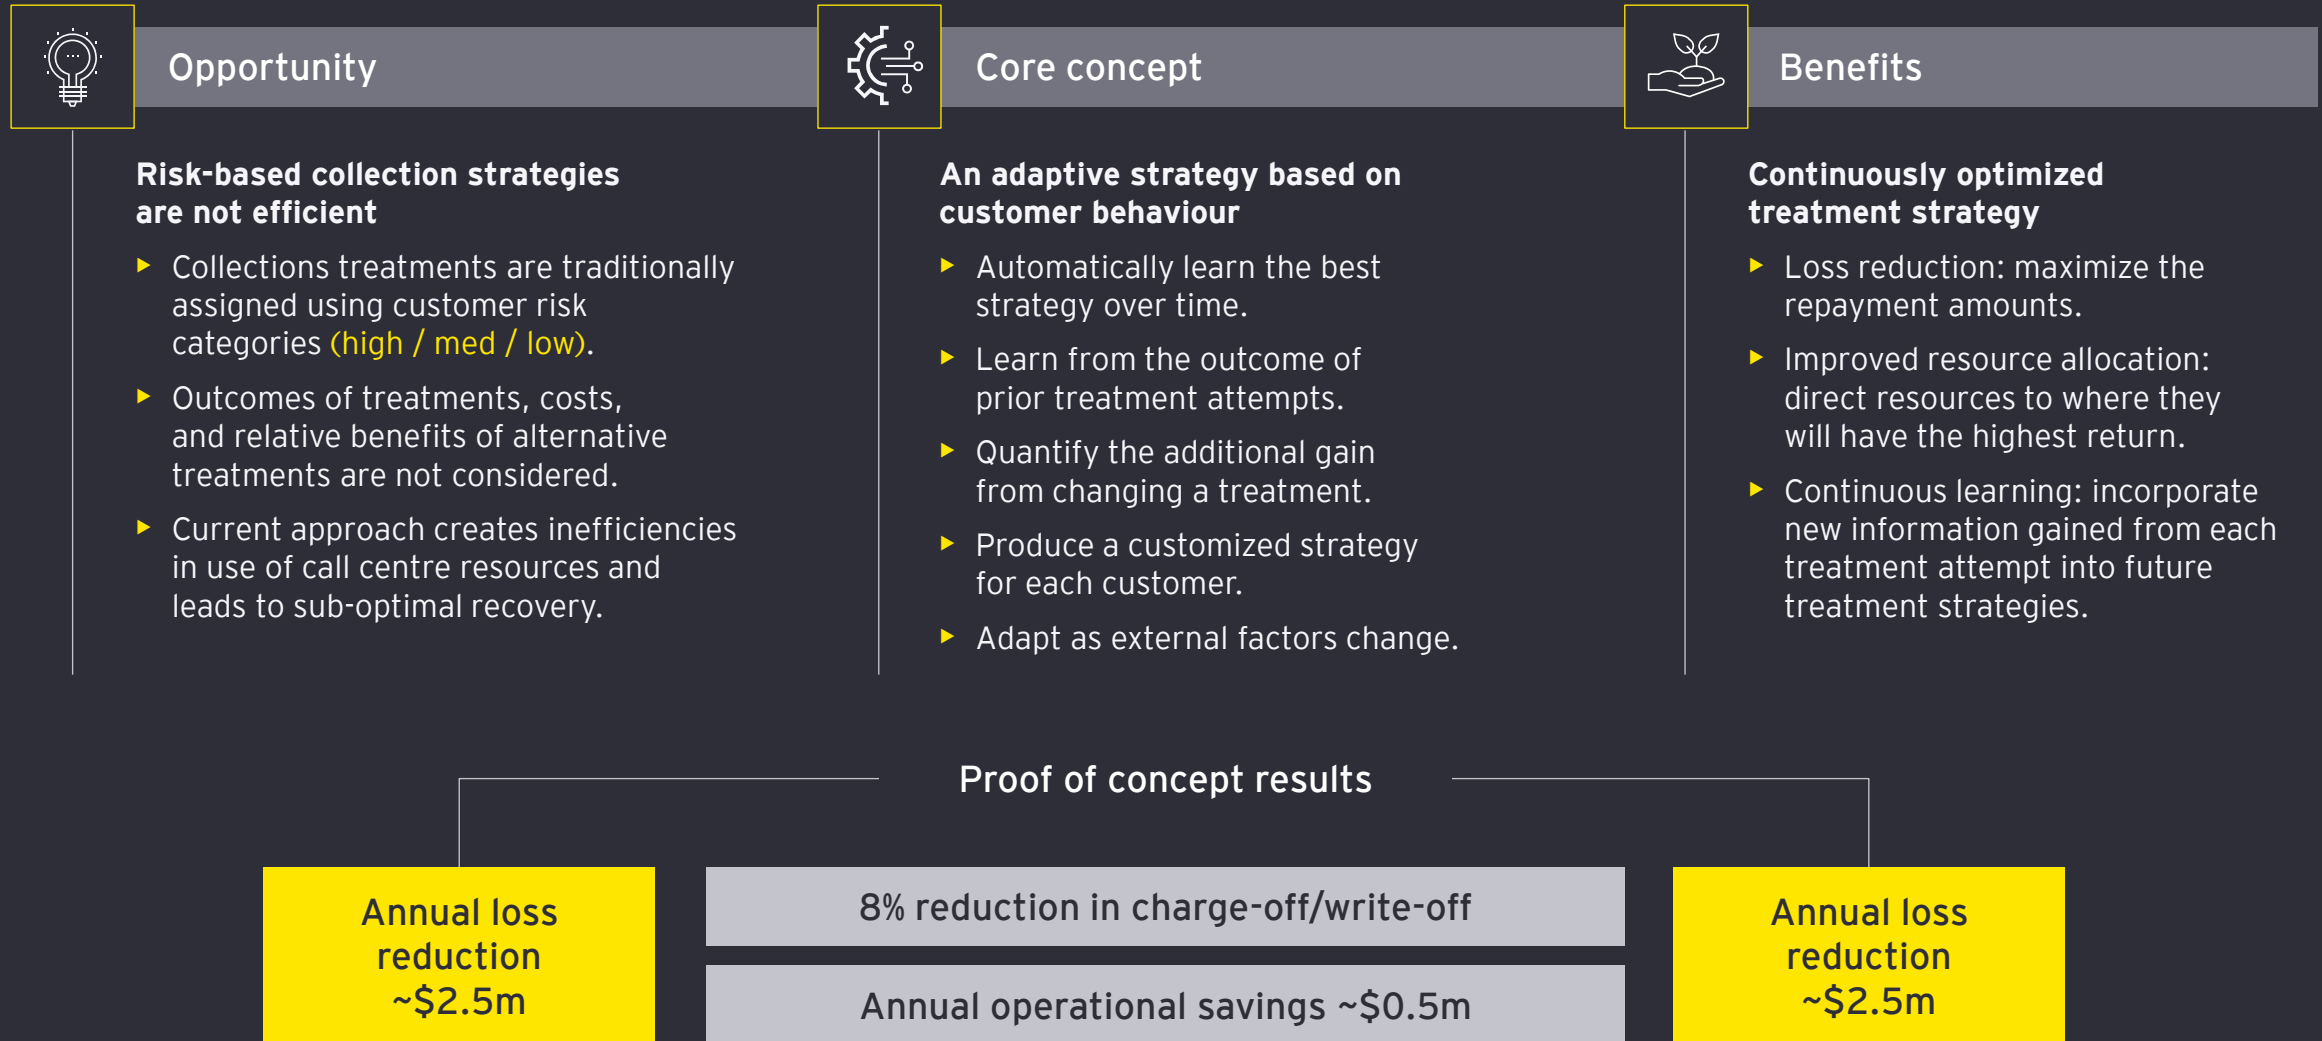 Opportunity
Risk-based collection strategies
are not efficient
Collections treatments are traditionally
assigned using customer risk
categories (high / med / low).
Outcomes of treatments, costs,
and relative benefits of alternative
treatments are not considered.
Current approach creates inefficiencies
in use of call centre resources and
leads to sub-optimal recovery.
Core concept
An adaptive strategy based on
customer behaviour
Automatically learn the best
strategy over time.
Learn from the outcome of
prior treatment attempts.
Quantify the additional gain
from changing a treatment.
Produce a customized strategy
for each customer.
Adapt as external factors change.
Benefits
Continuously optimized
treatment strategy
Loss reduction: maximize the
repayment amounts.
Improved resource allocation:
direct resources to where they
will have the highest return.
Continuous learning: incorporate
new information gained from each
treatment attempt into future
treatment strategies.
Proof of concept results
Annual loss
reduction
~$2.5m
8% reduction in charge-off/write-off
Annual operational savings ~$0.5m
Annual loss
reduction
~$2.5m